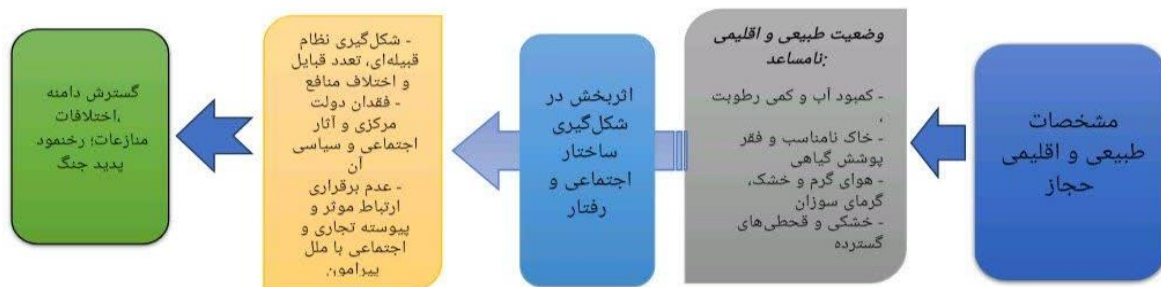 مشخصات
طبیعی و اقلیمی
حجاز
وضعیت طبیعی و اقلیمی
نامساعد:
- کمبود آب و کمی رطوبت
،
- خاک نامناسب و فقر
پوشش گیاهی
- هوای گرم و خشک،
گرمای سوزان
- خشکی و قحطی‌های
گسترده
اثربخش در
شکل‌گیری
ساختار
اجتماعی و
رفتار
- شکل‌گیری نظام
قبیله‌ای، تعدد قبایل
و اختلاف منافع
- فقدان دولت
مرکزی و آثار
اجتماعی و سیاسی
آن
- عدم برقراری
ارتباط موثر و
پیوسته تجاری و
اجتماعی با ملل
پیرامون.
گسترش دامنه
اختلافات،
منازعات؛ رخنمود
پدید جنگ